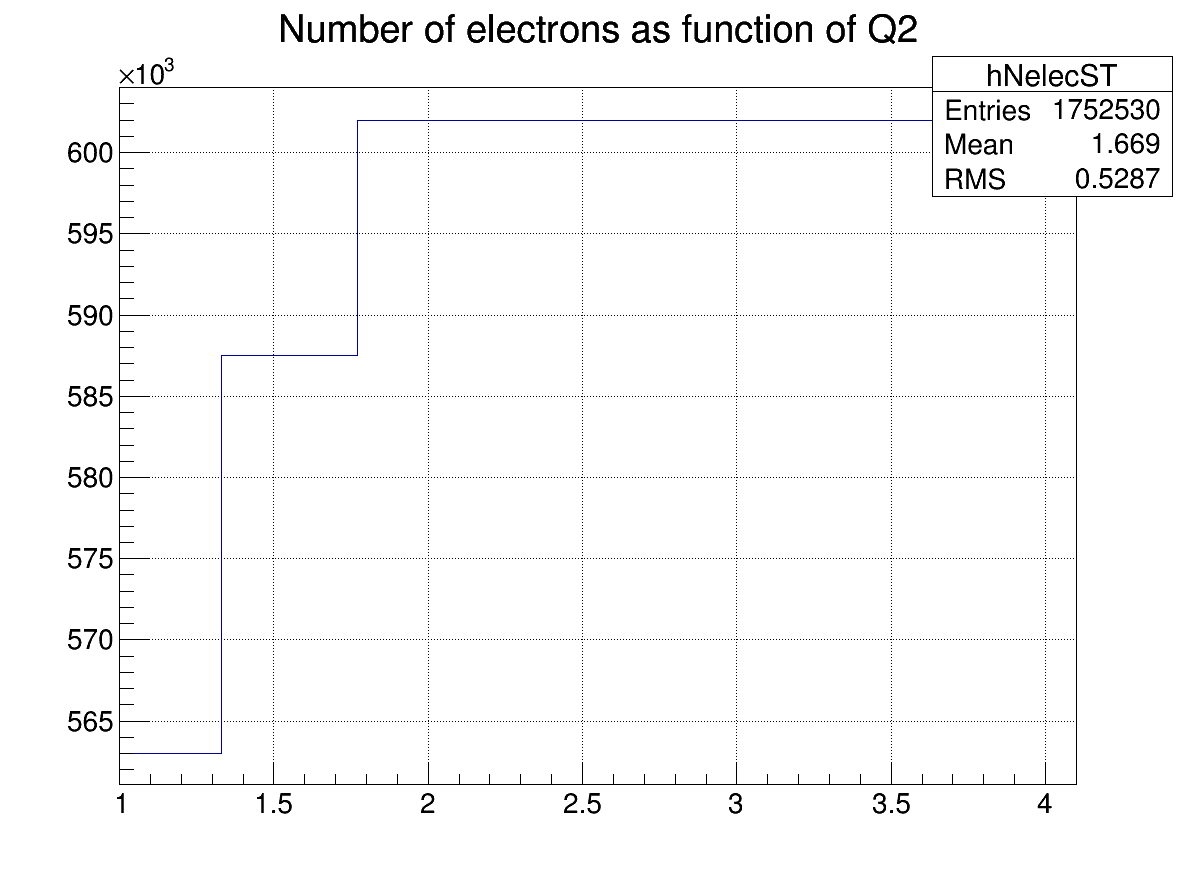 Number of electrons as function of Q2
×10³
hNelecST
Entries 1752530
Mean 1.669
RMS 0.5287
600
595
590
585
580
575
570
565
1 1.5 2 2.5 3 3.5 4